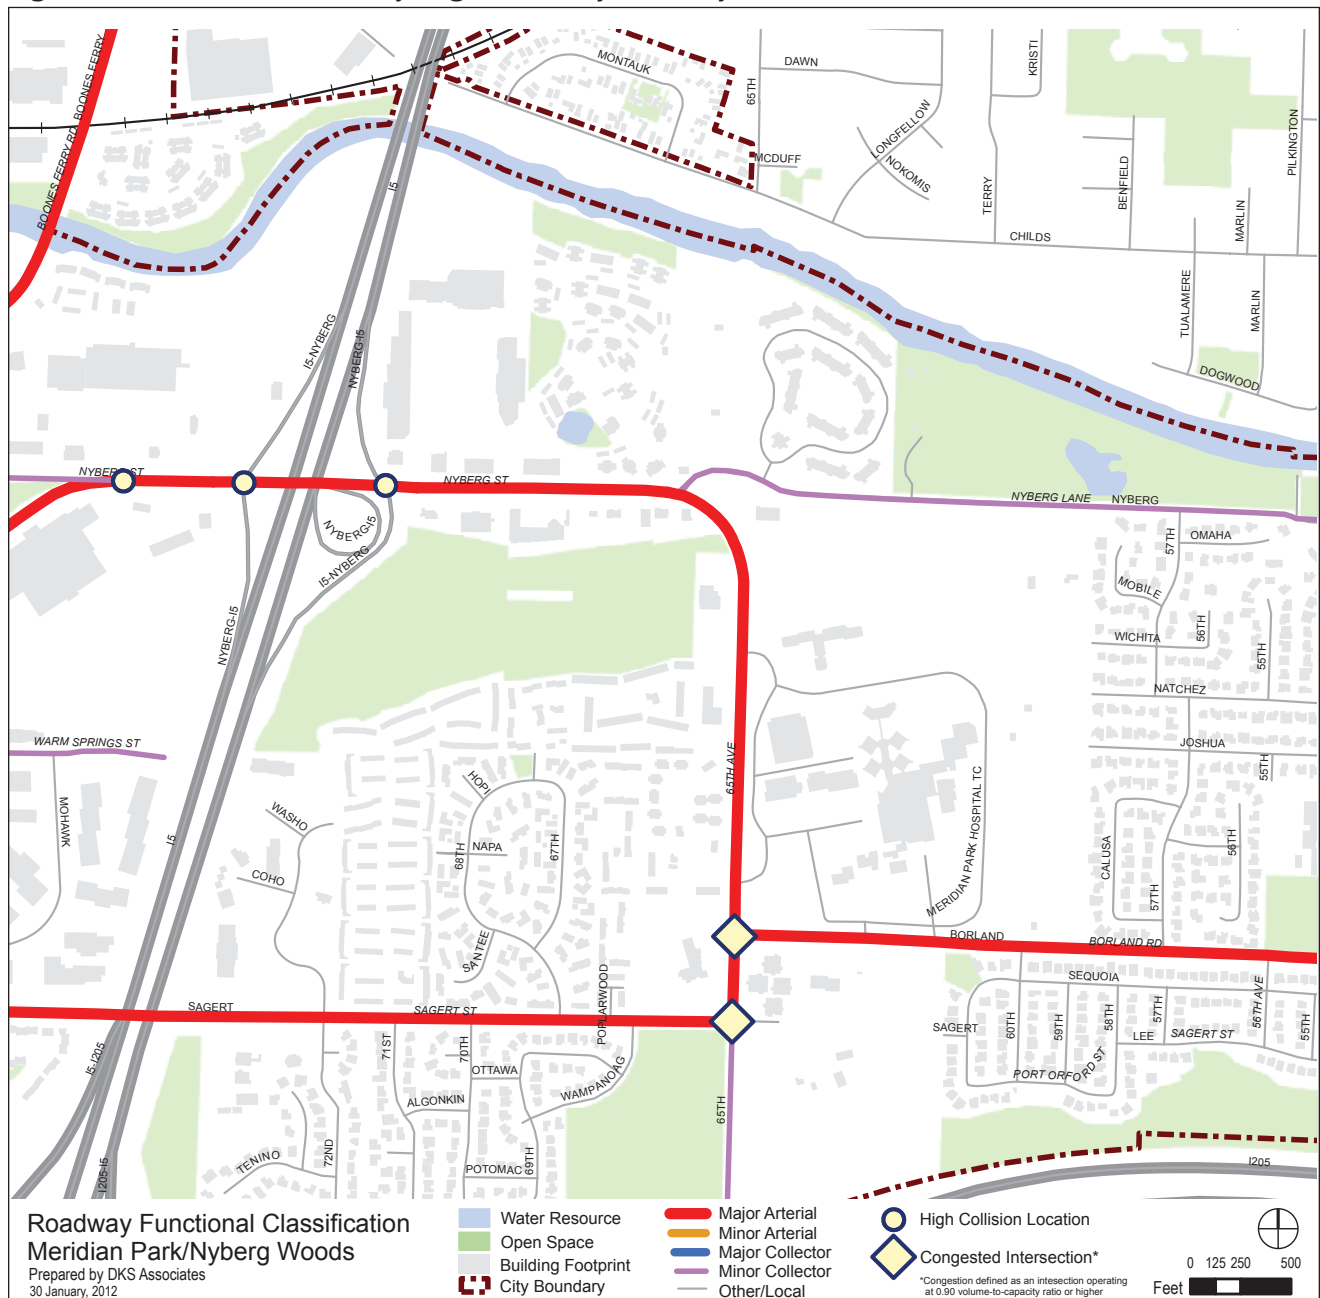 BOONES FERRY RD
BOONES FERRY
MONTAUK
65TH
DAWN
KRISTI
LONGFELLOW
NOKOMIS
MCDUFF
TERRY
BENFIELD
MARLIN
PILKINGTON
CHILDS
I5
TUALAMERE
MARLIN
DOGWOOD
I5-NYBERG
NYBERG-I5
NYBERG ST
NYBERG ST
NYBERG LANE
NYBERG
NYBERG-I5
I5-NYBERG
NYBERG-I5
57TH
OMAHA
MOBILE
56TH
WICHITA
55TH
NATCHEZ
JOSHUA
55TH
WARM SPRINGS ST
MOHAWK
I5
WASHO
COHO
HOPI
68TH
NAPA
67TH
65TH AVE
MERIDIAN PARK HOSPITAL TC
CALUSA
57TH
56TH
SANTEE
POPLARWOOD
BORLAND
BORLAND RD
SEQUOIA
SAGERT
SAGERT ST
SAGERT
60TH
59TH
58TH
57TH
56TH AVE
55TH
LEE
SAGERT ST
PORT ORFORD ST
I5-I205
I205-I5
71ST
70TH
OTTAWA
WAMPANOAG
ALGONKIN
65TH
72ND
TENINO
69TH
POTOMAC
I205
Roadway Functional Classification
Meridian Park/Nyberg Woods
Prepared by DKS Associates
30 January, 2012
Water Resource
Open Space
Building Footprint
City Boundary
Major Arterial
Minor Arterial
Major Collector
Minor Collector
Other/Local
High Collision Location
Congested Intersection*
*Congestion defined as an intesection operating
at 0.90 volume-to-capacity ratio or higher
0 125 250 500
Feet